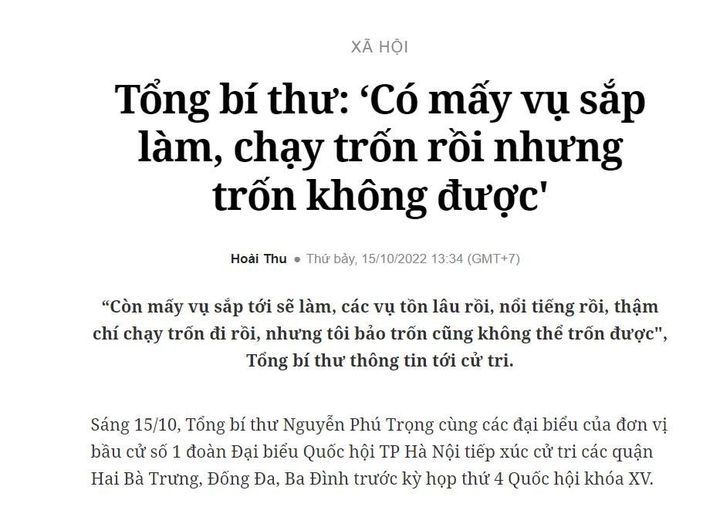 XÃ HỘI
Tổng bí thư: ‘Có mấy vụ sắp
làm, chạy trốn rồi nhưng
trốn không được'
Hoài Thu ● Thứ bảy, 15/10/2022 13:34 (GMT+7)
“Còn mấy vụ sắp tới sẽ làm, các vụ tồn lâu rồi, nổi tiếng rồi, thậm
chí chạy trốn đi rồi, nhưng tôi bảo trốn cũng không thể trốn được",
Tổng bí thư thông tin tới cử tri.
Sáng 15/10, Tổng bí thư Nguyễn Phú Trọng cùng các đại biểu của đơn vị
bầu cử số 1 đoàn Đại biểu Quốc hội TP Hà Nội tiếp xúc cử tri các quận
Hai Bà Trưng, Đống Đa, Ba Đình trước kỳ họp thứ 4 Quốc hội khóa XV.